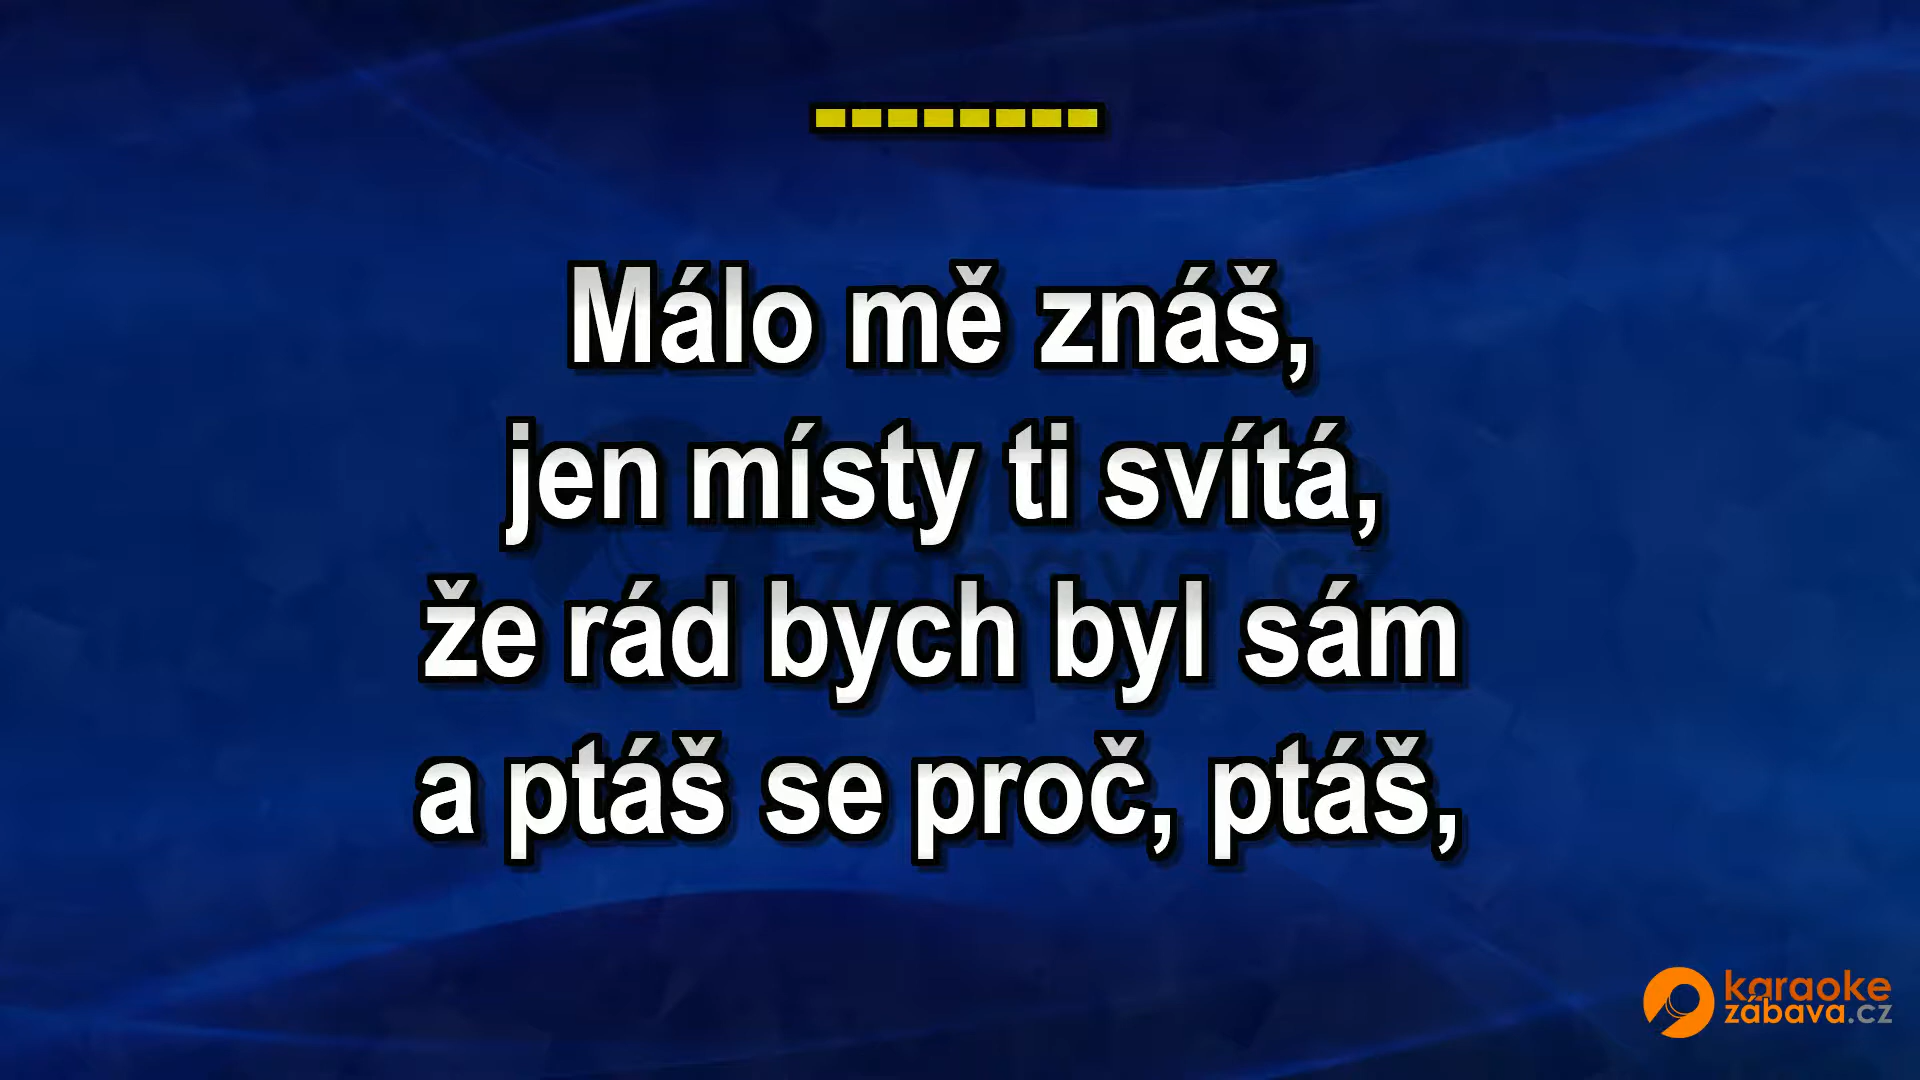 Málo mě znáš,
jen místy ti svítá,
že rád bych byl sám
a ptáš se proč, ptáš,
karaoke
zábava.cz